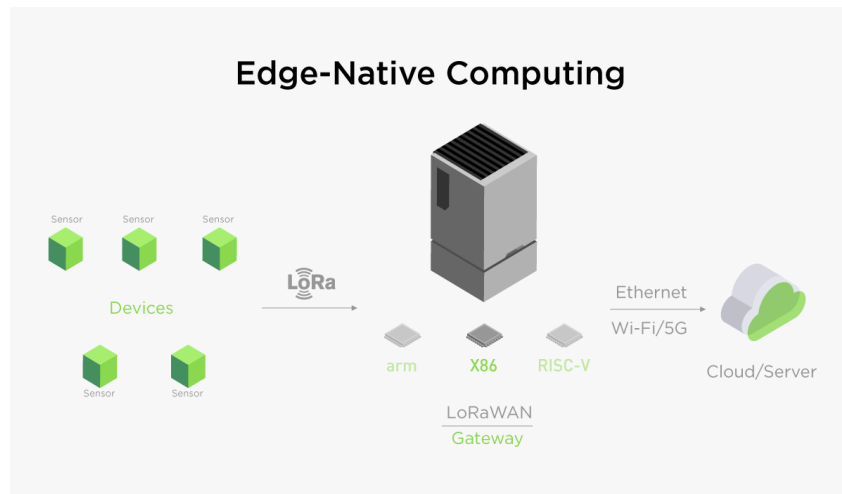 Edge-Native Computing
Sensor
Sensor
Sensor
Devices
Sensor
Sensor
LoRa
arm
X86
RISC-V
LoRaWAN
Gateway
Ethernet
Wi-Fi/5G
Cloud/Server